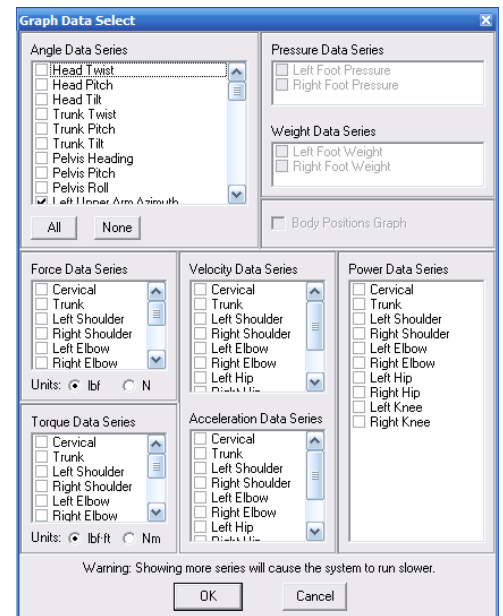 Graph Data Select
Angle Data Series
Head Twist
Head Pitch
Head Tilt
Trunk Twist
Trunk Pitch
Trunk Tilt
Pelvis Heading
Pelvis Pitch
Pelvis Roll
Left Upper Arm Azimuth
All None
Pressure Data Series
Left Foot Pressure
Right Foot Pressure
Weight Data Series
Left Foot Weight
Right Foot Weight
Body Positions Graph
Force Data Series
Cervical
Trunk
Left Shoulder
Right Shoulder
Left Elbow
Right Elbow
Units: lbf N
Torque Data Series
Cervical
Trunk
Left Shoulder
Right Shoulder
Left Elbow
Right Elbow
Units: lbf-ft Nm
Velocity Data Series
Cervical
Trunk
Left Shoulder
Right Shoulder
Left Elbow
Right Elbow
Left Hip
Right Hip
Acceleration Data Series
Cervical
Trunk
Left Shoulder
Right Shoulder
Left Elbow
Right Elbow
Left Hip
Right Hip
Power Data Series
Cervical
Trunk
Left Shoulder
Right Shoulder
Left Elbow
Right Elbow
Left Hip
Right Hip
Left Knee
Right Knee
Warning: Showing more series will cause the system to run slower.
OK Cancel